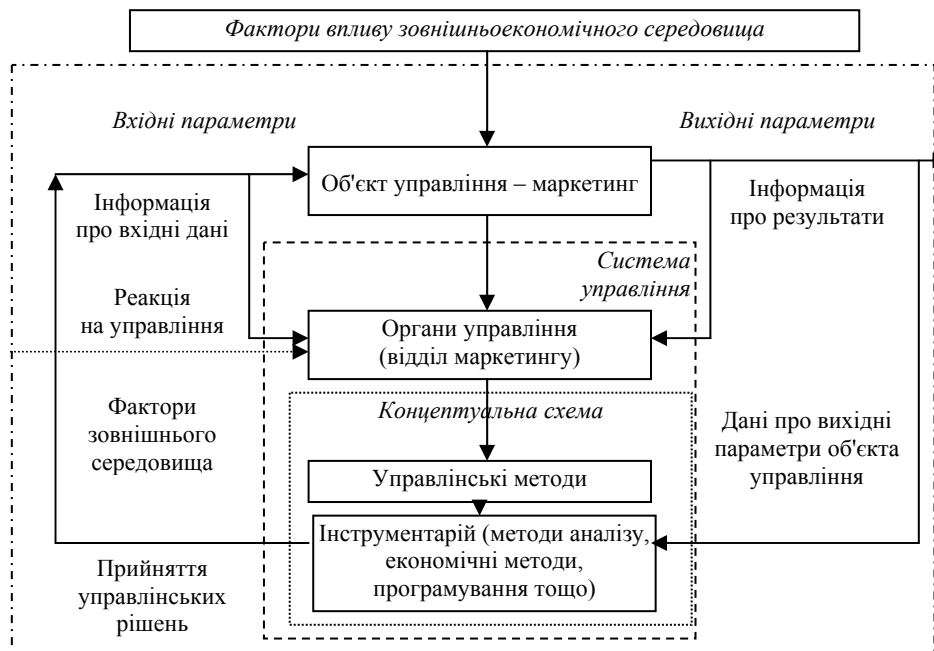 Фактори впливу зовнішньоекономічного середовища
Вхідні параметри
Вихідні параметри
Об'єкт управління – маркетинг
Інформація
про вхідні дані
Інформація
про результати
Система
управління
Реакція
на управління
Органи управління
(відділ маркетингу)
Концептуальна схема
Фактори
зовнішнього
середовища
Дані про вихідні
параметри об'єкта
управління
Управлінські методи
Інструментарій (методи аналізу,
економічні методи,
програмування тощо)
Прийняття
управлінських
рішень